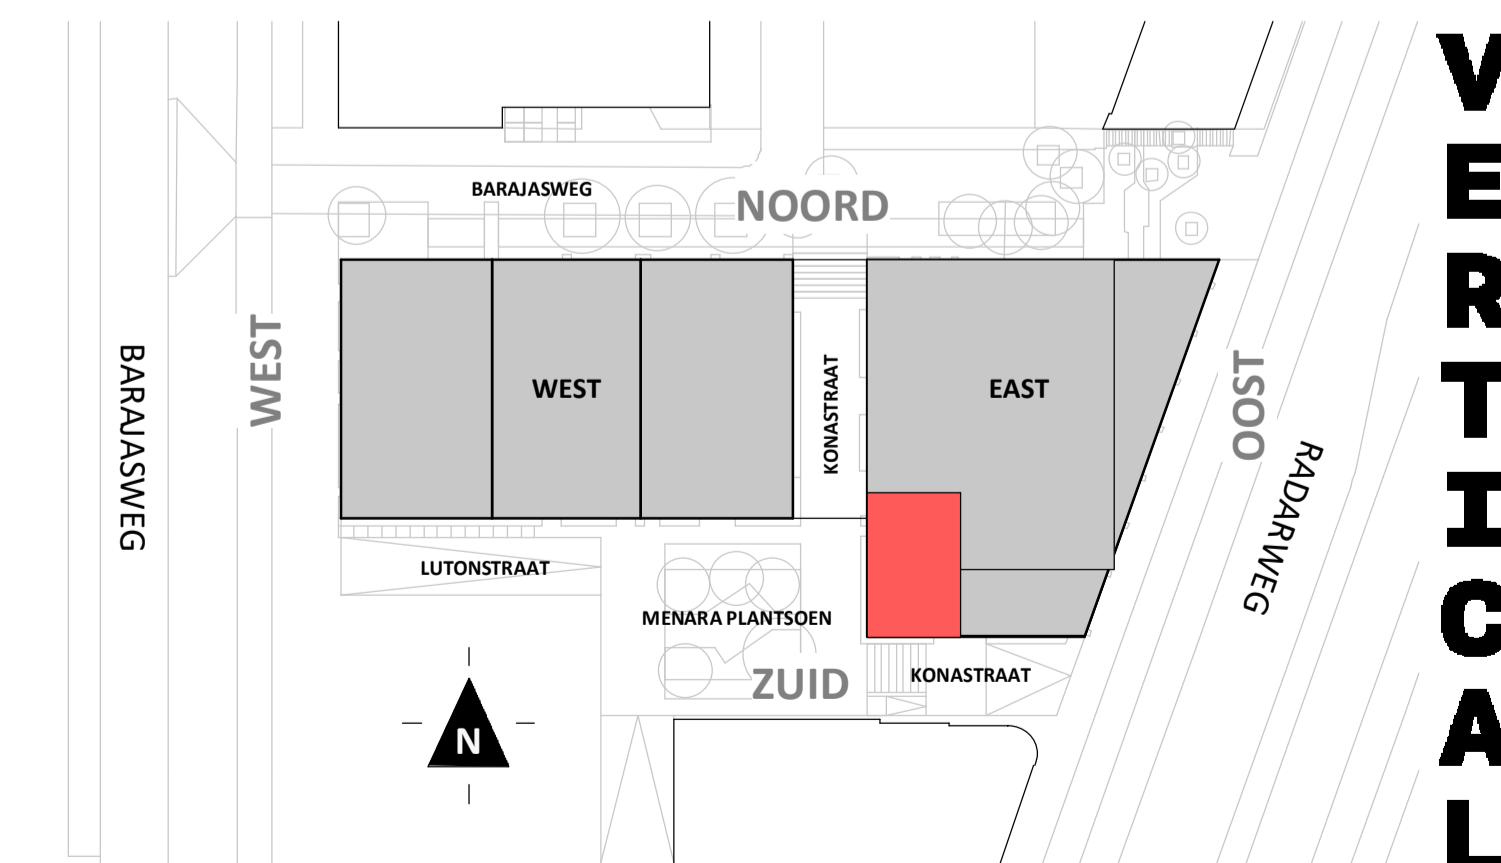 BARAJASWEG
NOORD
WEST
BARAJASWEG
WEST
KONASTRAAT
EAST
OOST
RADARWEG
LUTONSTRAAT
MENARA PLANTSOEN
ZUID
KONASTRAAT
N
VERTICAL